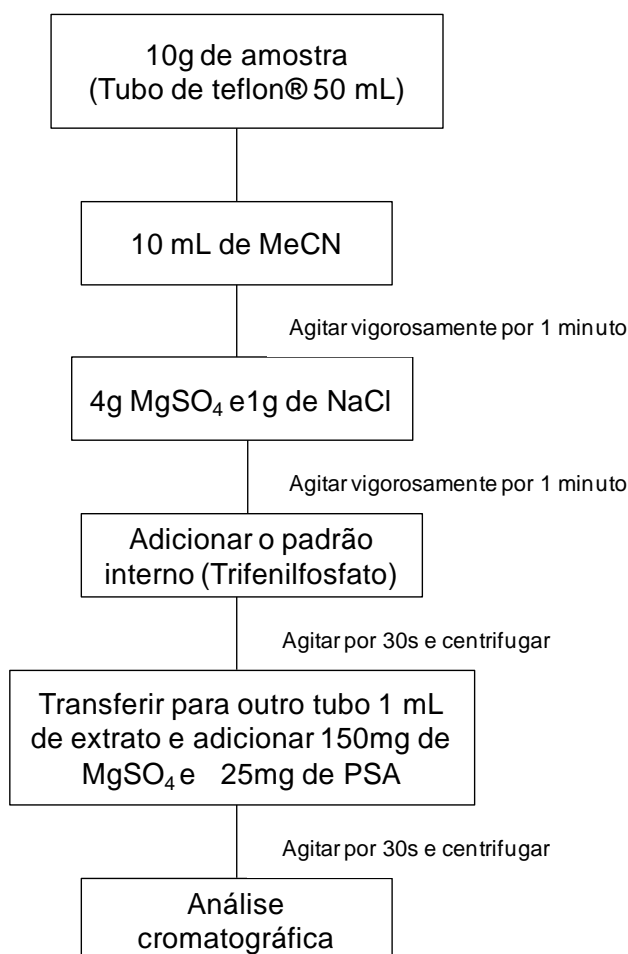 10g de amostra
(Tubo de teflon® 50 mL)
10 mL de MeCN
Agitar vigorosamente por 1 minuto
4g MgSO₄ e1g de NaCl
Agitar vigorosamente por 1 minuto
Adicionar o padrão
interno (Trifenilfosfato)
Agitar por 30s e centrifugar
Transferir para outro tubo 1 mL
de extrato e adicionar 150mg de
MgSO₄ e 25mg de PSA
Agitar por 30s e centrifugar
Análise
cromatográfica